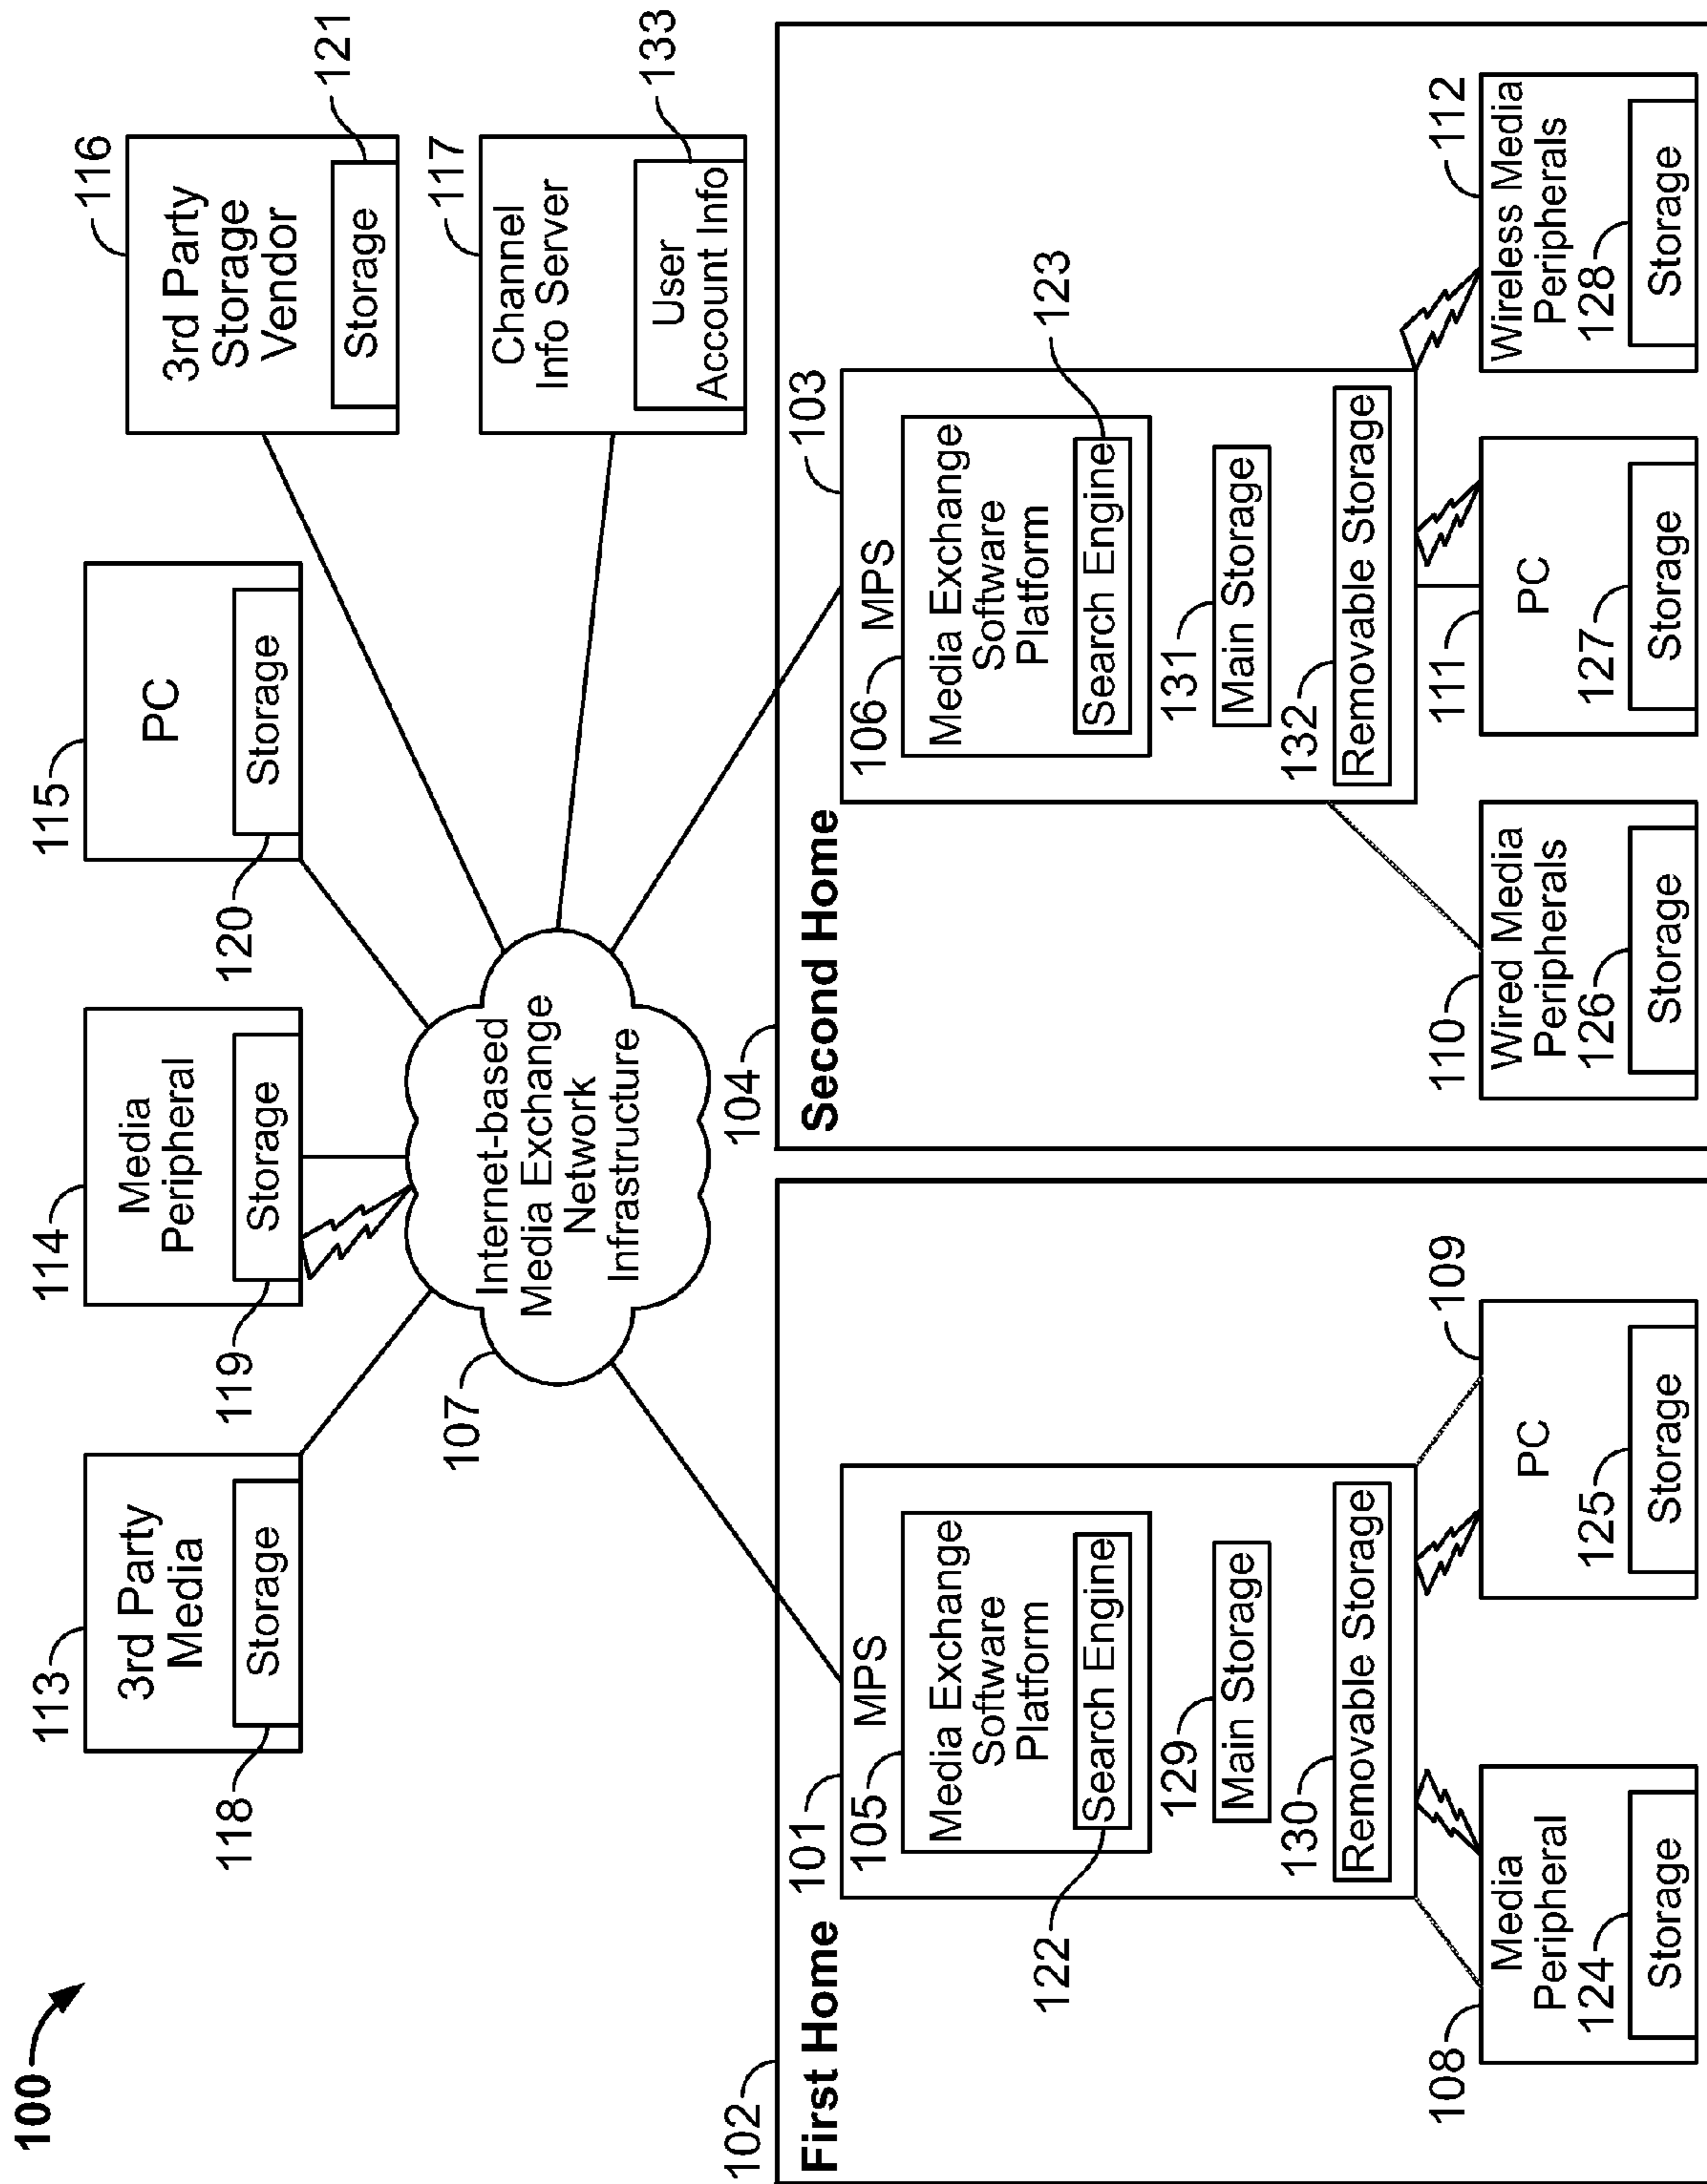 100
113
3rd Party
Media
Storage
118
114
Media
Peripheral
Storage
119
115
PC
Storage
120
116
3rd Party
Storage
Vendor
Storage
121
117
Channel
Info Server
User
Account Info
133
107
Internet-based
Media Exchange
Network
Infrastructure
102
First Home
101
MPS
105
Media Exchange
Software
Platform
Search Engine
122
129
Main Storage
130
Removable Storage
108
Media
Peripheral
124
Storage
109
PC
125
Storage
104
Second Home
103
MPS
106
Media Exchange
Software
Platform
Search Engine
123
131
Main Storage
132
Removable Storage
110
Wired Media
Peripherals
126
Storage
111
PC
127
Storage
112
Wireless Media
Peripherals
128
Storage